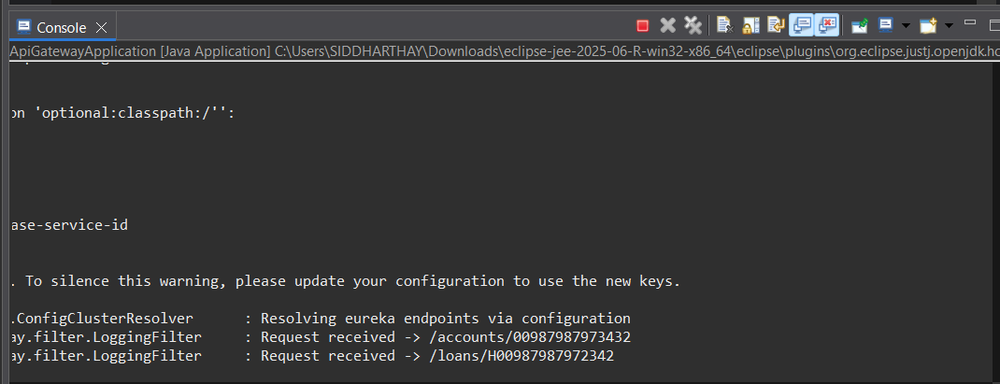 Console
ApiGatewayApplication [Java Application] C:\Users\SIDDHARTHAY\Downloads\eclipse-jee-2025-06-R-win32-x86_64\eclipse\plugins\org.eclipse.justj.openjdk.ho
on 'optional:classpath:/'':
ase-service-id
. To silence this warning, please update your configuration to use the new keys.
.ConfigClusterResolver : Resolving eureka endpoints via configuration
ay.filter.LoggingFilter : Request received -> /accounts/00987987973432
ay.filter.LoggingFilter : Request received -> /loans/H00987987972342